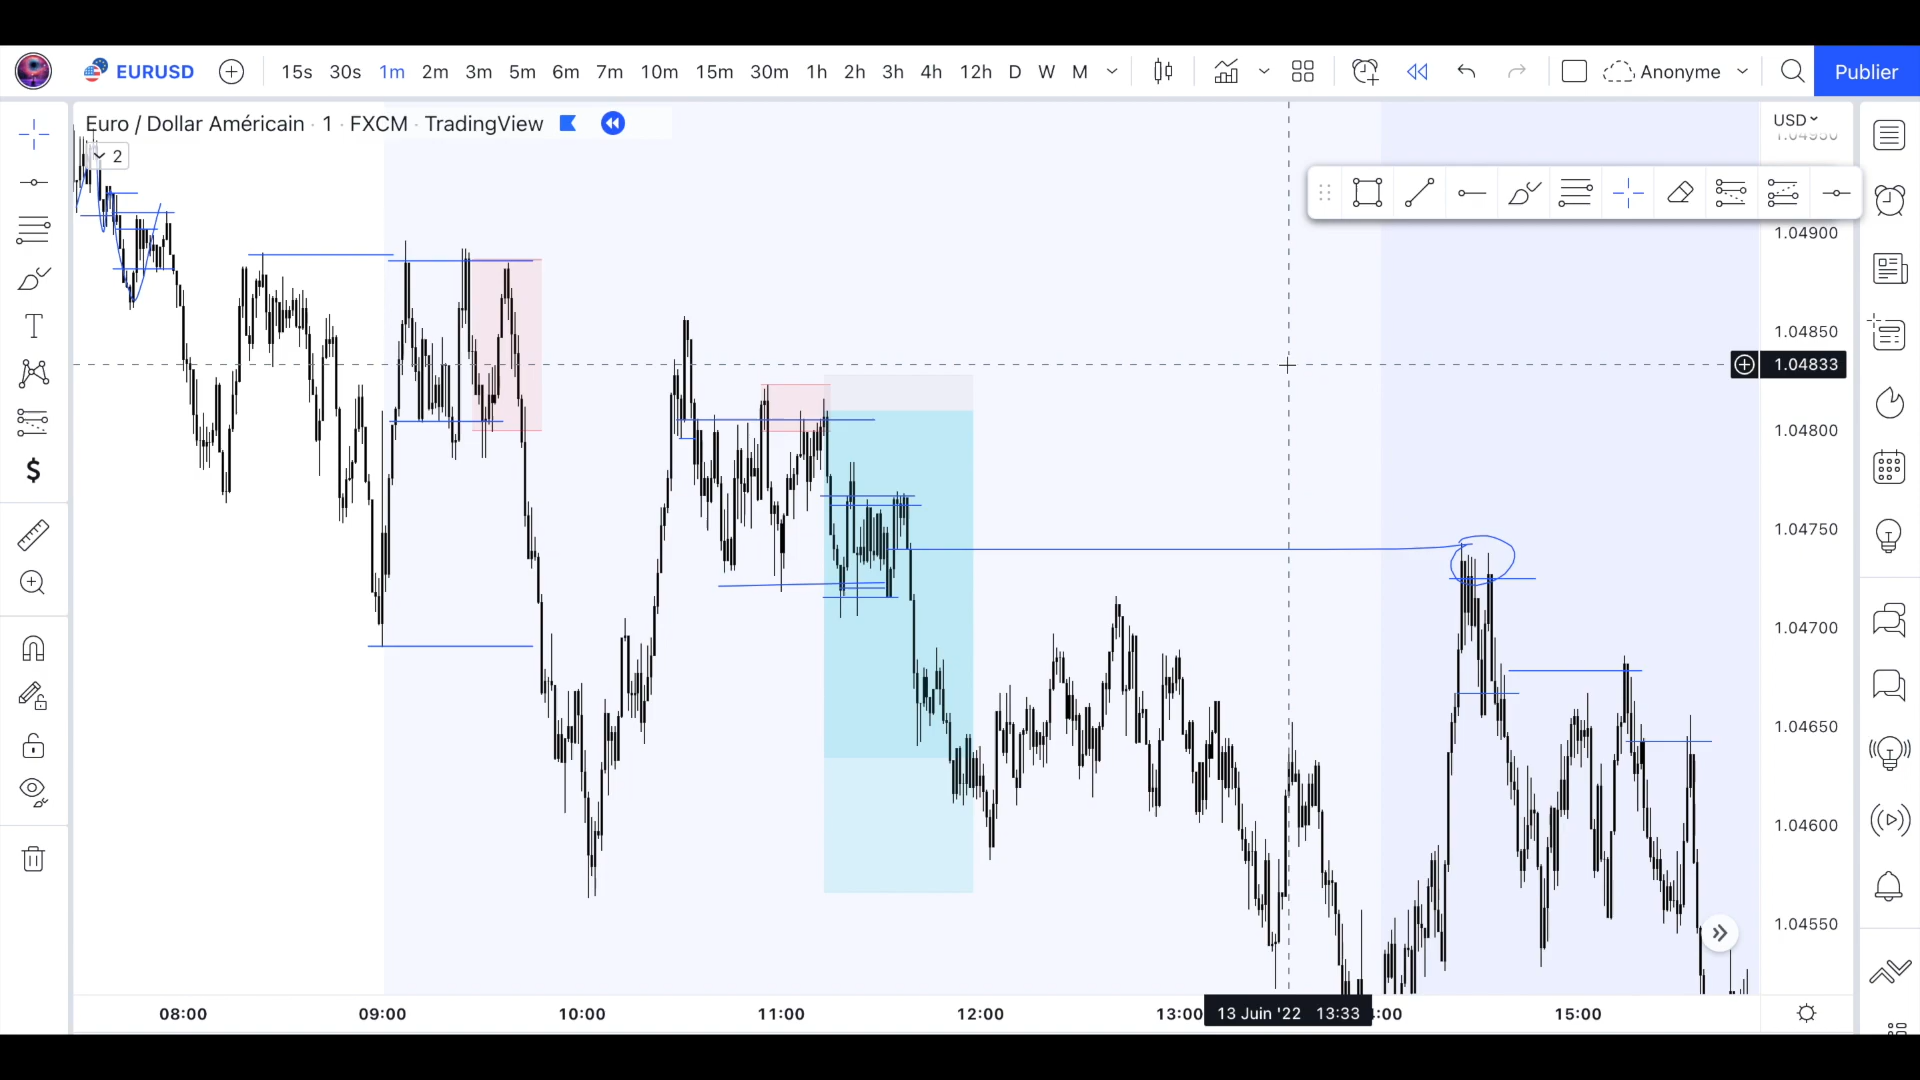 EURUSD 15s 30s 1m 2m 3m 5m 6m 7m 10m 15m 30m 1h 2h 3h 4h 12h D W M Anonyme Publier
Euro / Dollar Américain · 1 · FXCM · TradingView
USD
2
1.04950
1.04900
1.04850
1.04833
1.04800
1.04750
1.04700
1.04650
1.04600
1.04550
08:00 09:00 10:00 11:00 12:00 13:00 13 Juin '22 13:33 :00 15:00